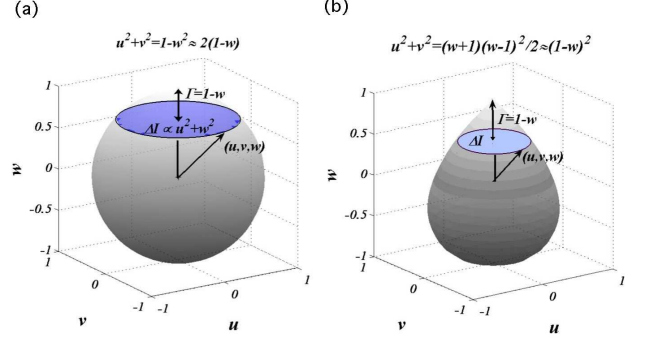 (a)
u²+v²=1-w²≈ 2(1-w)
1
0.5
0
-0.5
-1
w
Γ=1-w
ΔI ∝ u²+w²
(u,v,w)
1
0
-1
v
-1
0
1
u
(b)
u²+v²=(w+1)(w-1)²/2≈(1-w)²
1
0.5
0
-0.5
-1
w
I=1-w
ΔI
(u,v,w)
1
0
-1
v
-1
0
1
u